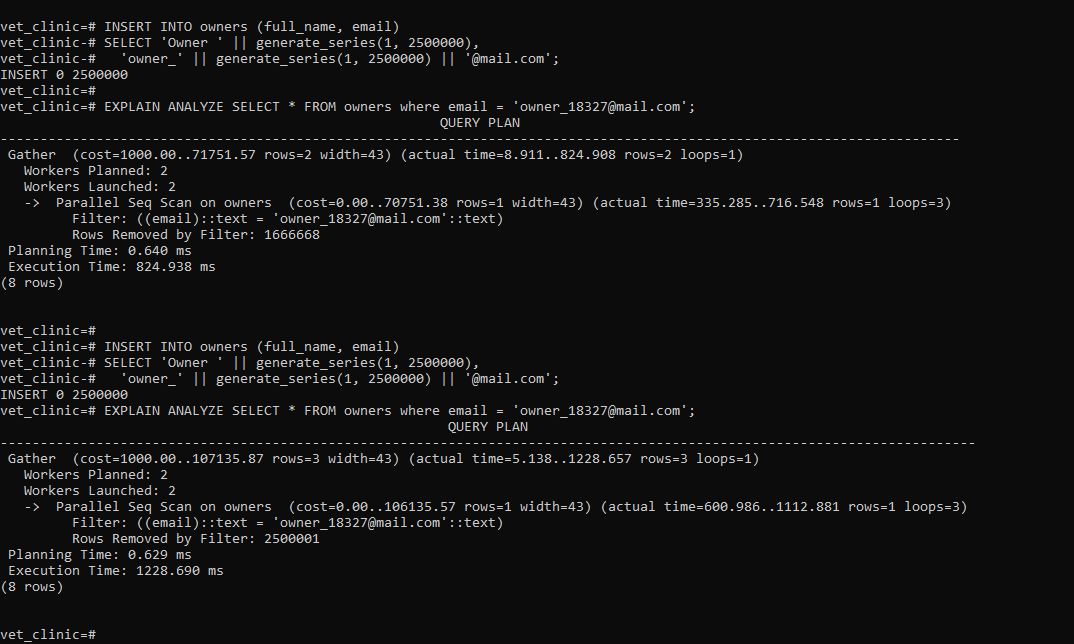 vet_clinic=# INSERT INTO owners (full_name, email)
vet_clinic-# SELECT 'Owner ' || generate_series(1, 2500000),
vet_clinic-#   'owner_' || generate_series(1, 2500000) || '@mail.com';
INSERT 0 2500000
vet_clinic=#
vet_clinic=# EXPLAIN ANALYZE SELECT * FROM owners where email = 'owner_18327@mail.com';
QUERY PLAN
------------------------------------------------------------------------------------------------------------------------
Gather  (cost=1000.00..71751.57 rows=2 width=43) (actual time=8.911..824.908 rows=2 loops=1)
Workers Planned: 2
Workers Launched: 2
->  Parallel Seq Scan on owners  (cost=0.00..70751.38 rows=1 width=43) (actual time=335.285..716.548 rows=1 loops=3)
Filter: ((email)::text = 'owner_18327@mail.com'::text)
Rows Removed by Filter: 1666668
Planning Time: 0.640 ms
Execution Time: 824.938 ms
(8 rows)
vet_clinic=#
vet_clinic=# INSERT INTO owners (full_name, email)
vet_clinic-# SELECT 'Owner ' || generate_series(1, 2500000),
vet_clinic-#   'owner_' || generate_series(1, 2500000) || '@mail.com';
INSERT 0 2500000
vet_clinic=# EXPLAIN ANALYZE SELECT * FROM owners where email = 'owner_18327@mail.com';
QUERY PLAN
--------------------------------------------------------------------------------------------------------------------------
Gather  (cost=1000.00..107135.87 rows=3 width=43) (actual time=5.138..1228.657 rows=3 loops=1)
Workers Planned: 2
Workers Launched: 2
->  Parallel Seq Scan on owners  (cost=0.00..106135.57 rows=1 width=43) (actual time=600.986..1112.881 rows=1 loops=3)
Filter: ((email)::text = 'owner_18327@mail.com'::text)
Rows Removed by Filter: 2500001
Planning Time: 0.629 ms
Execution Time: 1228.690 ms
(8 rows)
vet_clinic=#